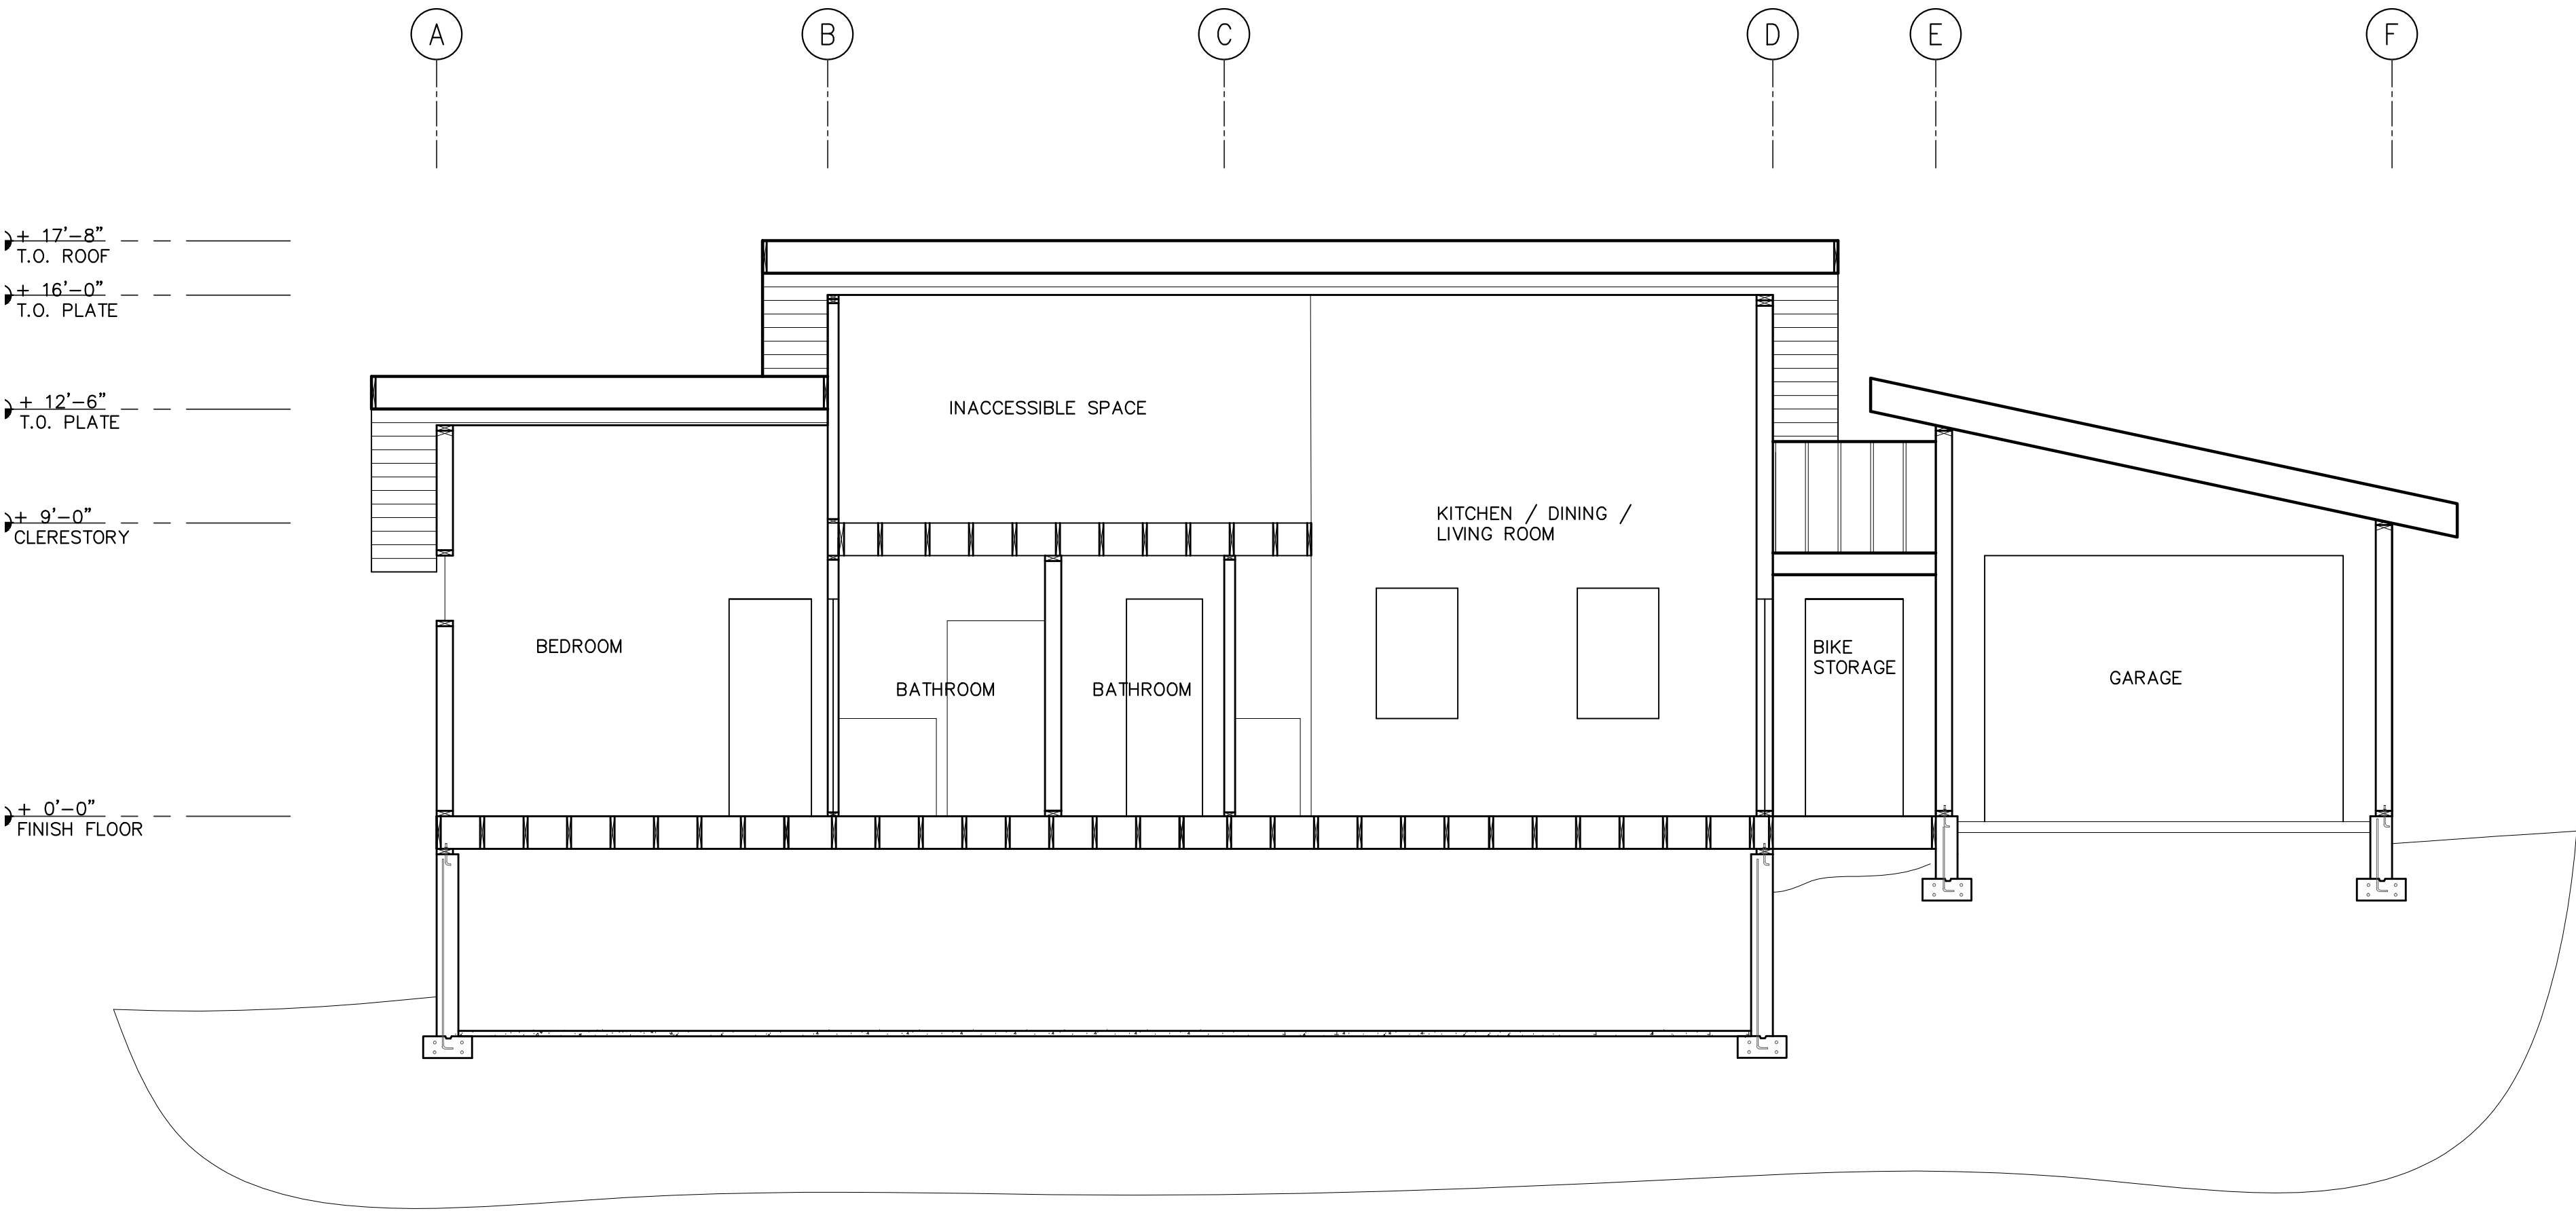 A
B
C
D
E
F
+ 17'-8"
T.O. ROOF
+ 16'-0"
T.O. PLATE
+ 12'-6"
T.O. PLATE
+ 9'-0"
CLERESTORY
+ 0'-0"
FINISH FLOOR
INACCESSIBLE SPACE
KITCHEN / DINING /
LIVING ROOM
BEDROOM
BATHROOM
BATHROOM
BIKE
STORAGE
GARAGE